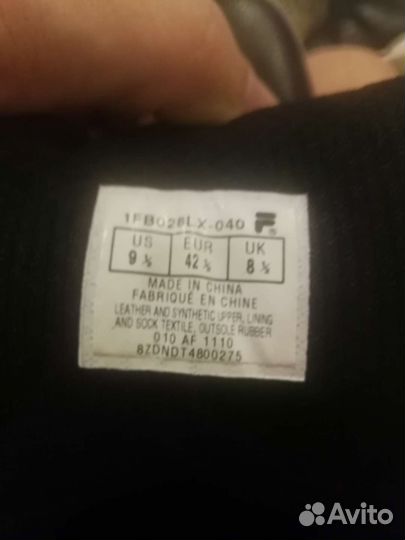 1FB026LX-040 F
US EUR UK
9 ½ 42 ½ 8 ½
MADE IN CHINA
FABRIQUÉ EN CHINE
LEATHER AND SYNTHETIC UPPER, LINING
AND SOCK TEXTILE, OUTSOLE RUBBER
010 AF 1110
8ZDNDT4800275
Avito